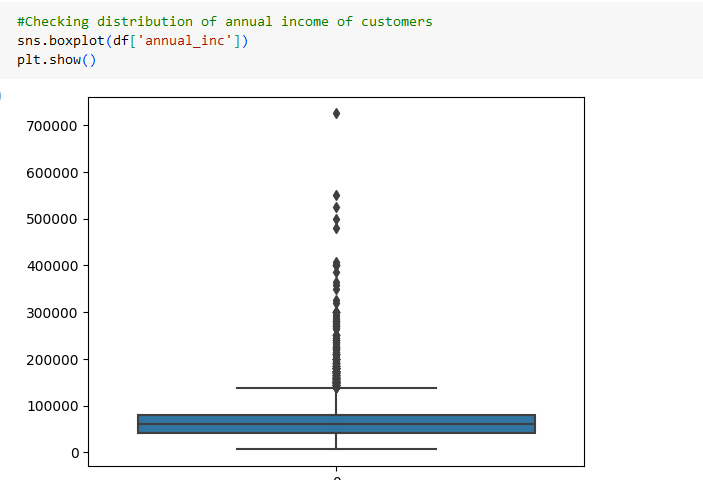 #Checking distribution of annual income of customers
sns.boxplot(df['annual_inc'])
plt.show()
700000
600000
500000
400000
300000
200000
100000
0